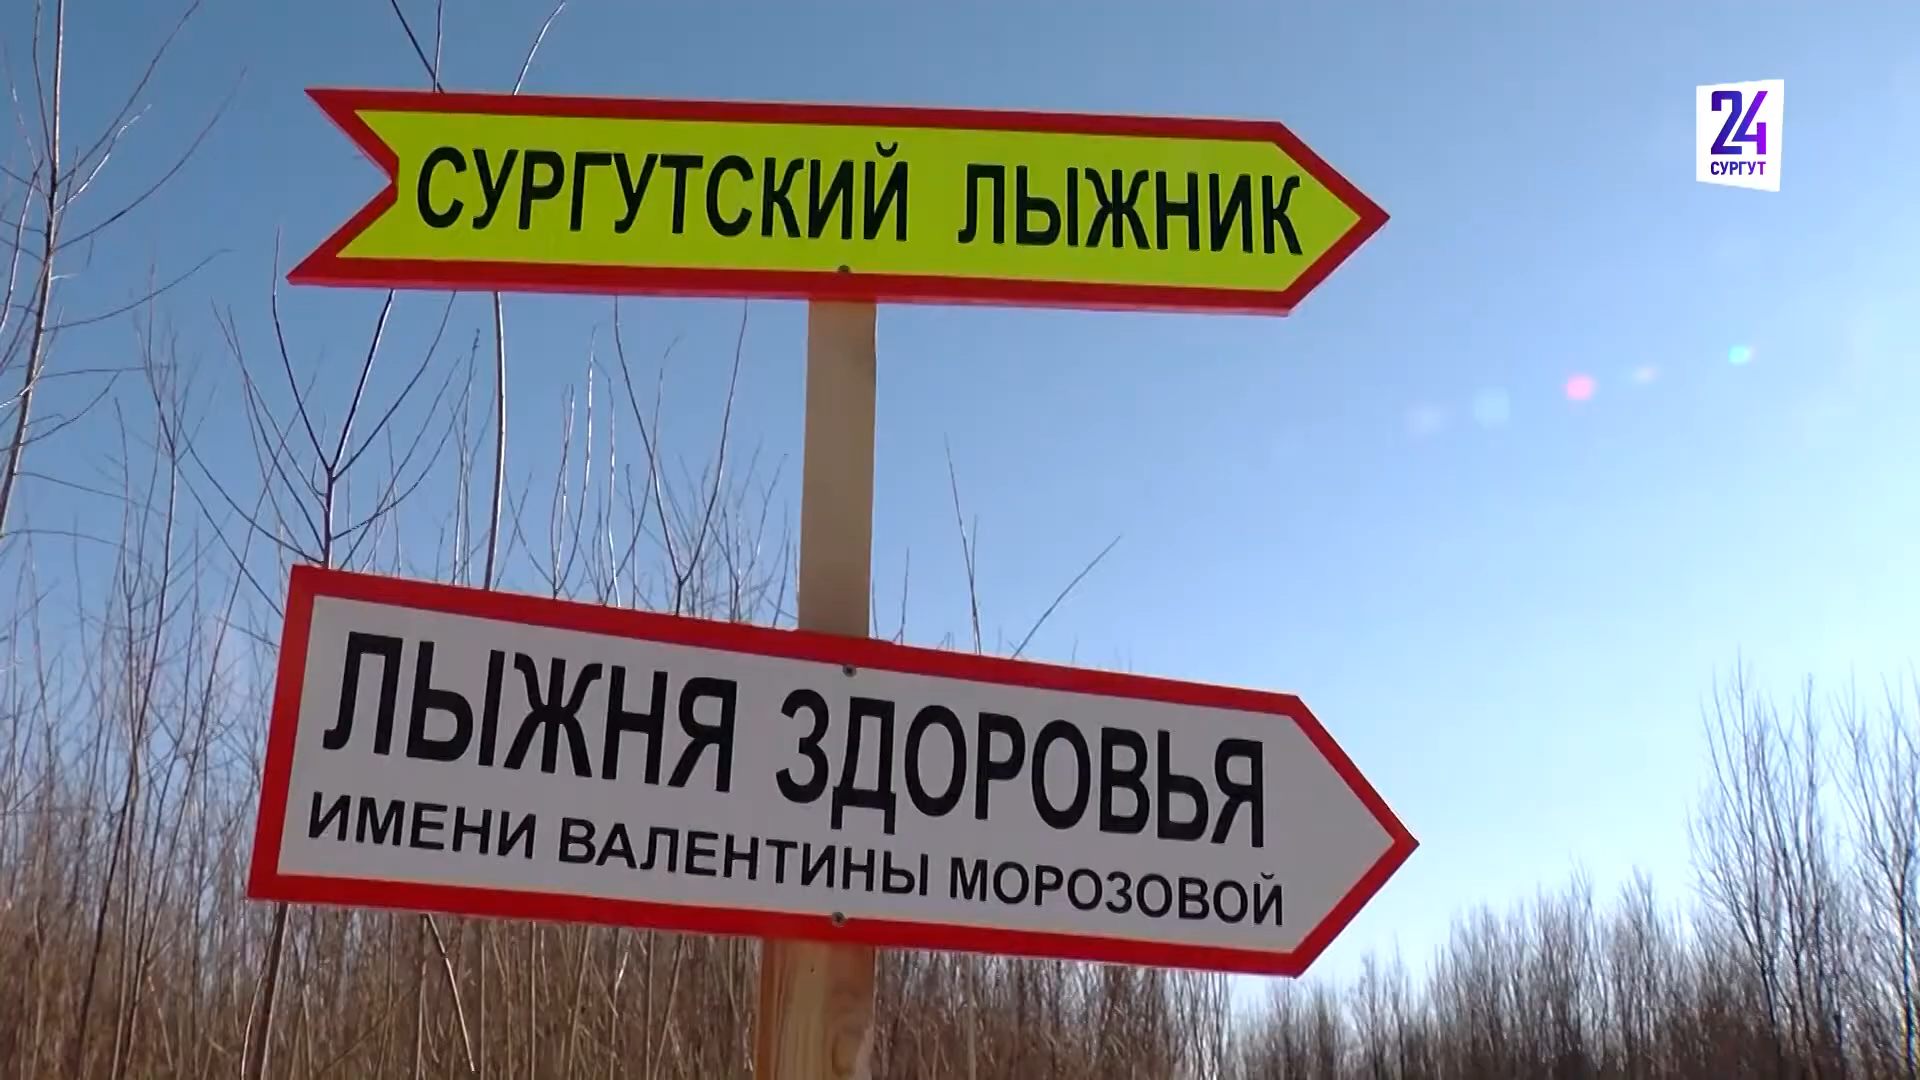 СУРГУТСКИЙ ЛЫЖНИК
24
СУРГУТ
ЛЫЖНЯ ЗДОРОВЬЯ
ИМЕНИ ВАЛЕНТИНЫ МОРОЗОВОЙ